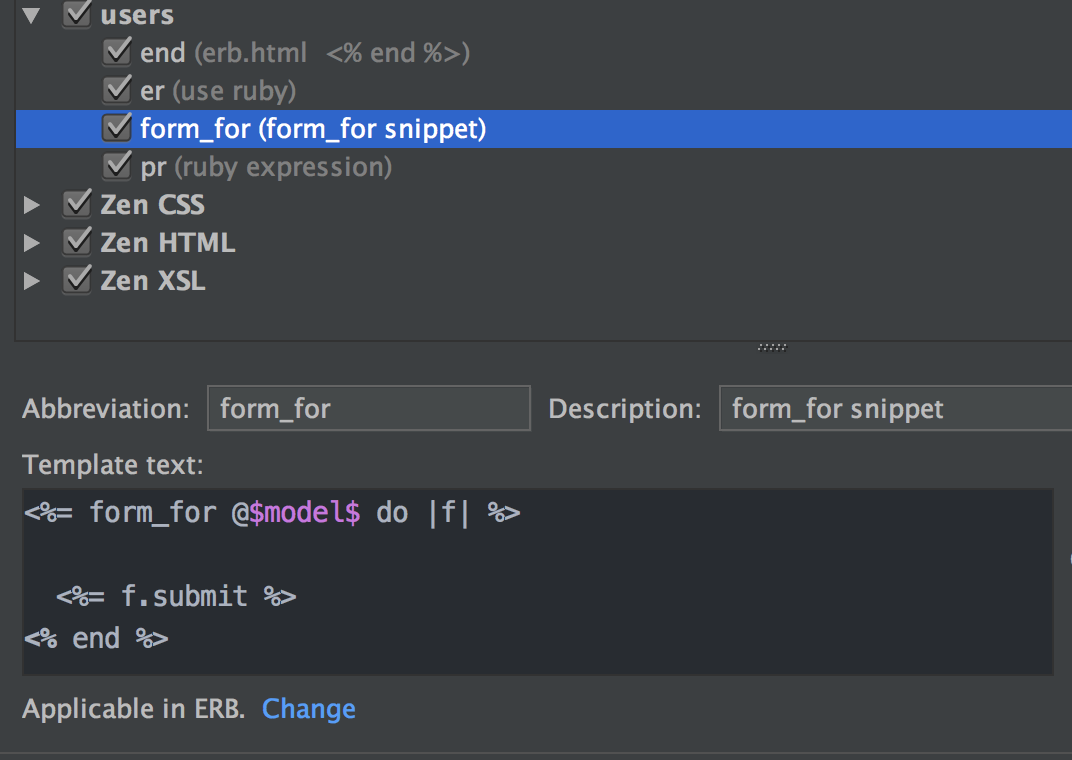 users
end (erb.html  <% end %>)
er (use ruby)
form_for (form_for snippet)
pr (ruby expression)
Zen CSS
Zen HTML
Zen XSL
Abbreviation: form_for Description: form_for snippet
Template text:
<%= form_for @$model$ do |f| %>
  <%= f.submit %>
<% end %>
Applicable in ERB. Change